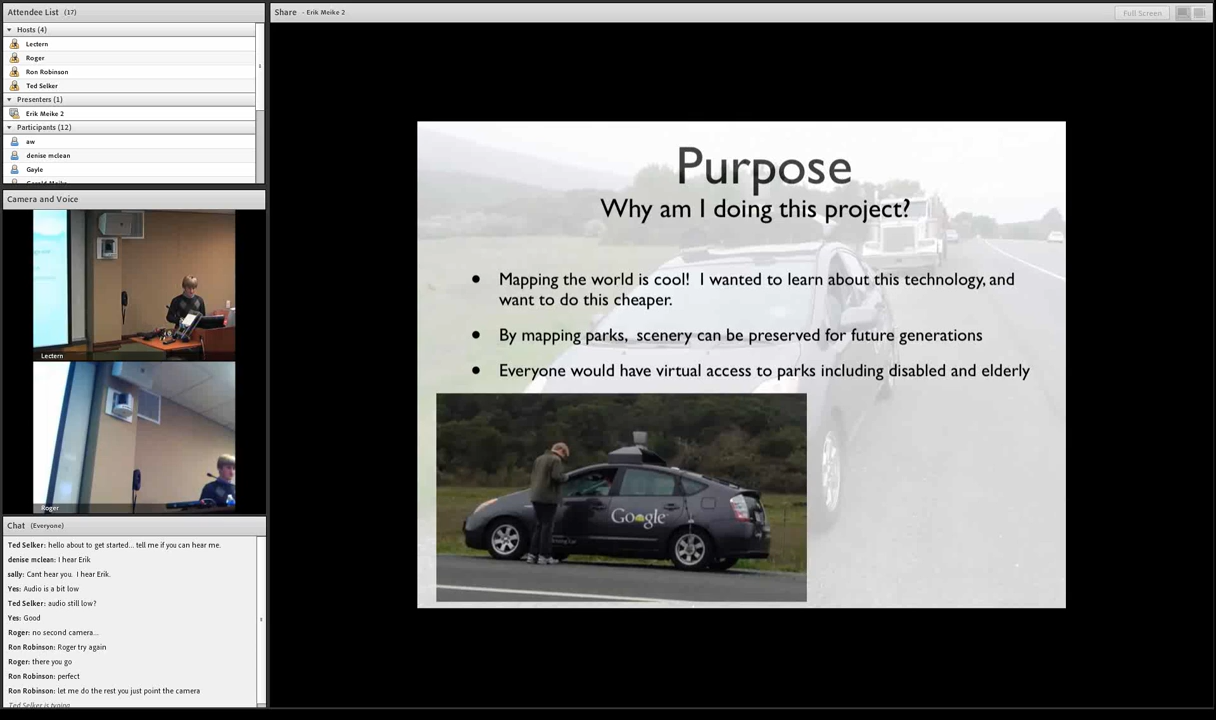 Attendee List (17)
Hosts (4)
Lectern
Roger
Ron Robinson
Ted Selker
Presenters (1)
Erik Meike 2
Participants (12)
aw
denise mclean
Gayle
Camera and Voice
Lectern
Roger
Chat (Everyone)
Ted Selker: hello about to get started... tell me if you can hear me.
denise mclean: I hear Erik
sally: Cant hear you. I hear Erik.
Yes: Audio is a bit low
Ted Selker: audio still low?
Yes: Good
Roger: no second camera...
Ron Robinson: Roger try again
Roger: there you go
Ron Robinson: perfect
Ron Robinson: let me do the rest you just point the camera
Ted Selker is typing
Share - Erik Meike 2
Full Screen
Purpose
Why am I doing this project?
• Mapping the world is cool! I wanted to learn about this technology, and
want to do this cheaper.
• By mapping parks, scenery can be preserved for future generations
• Everyone would have virtual access to parks including disabled and elderly
Google